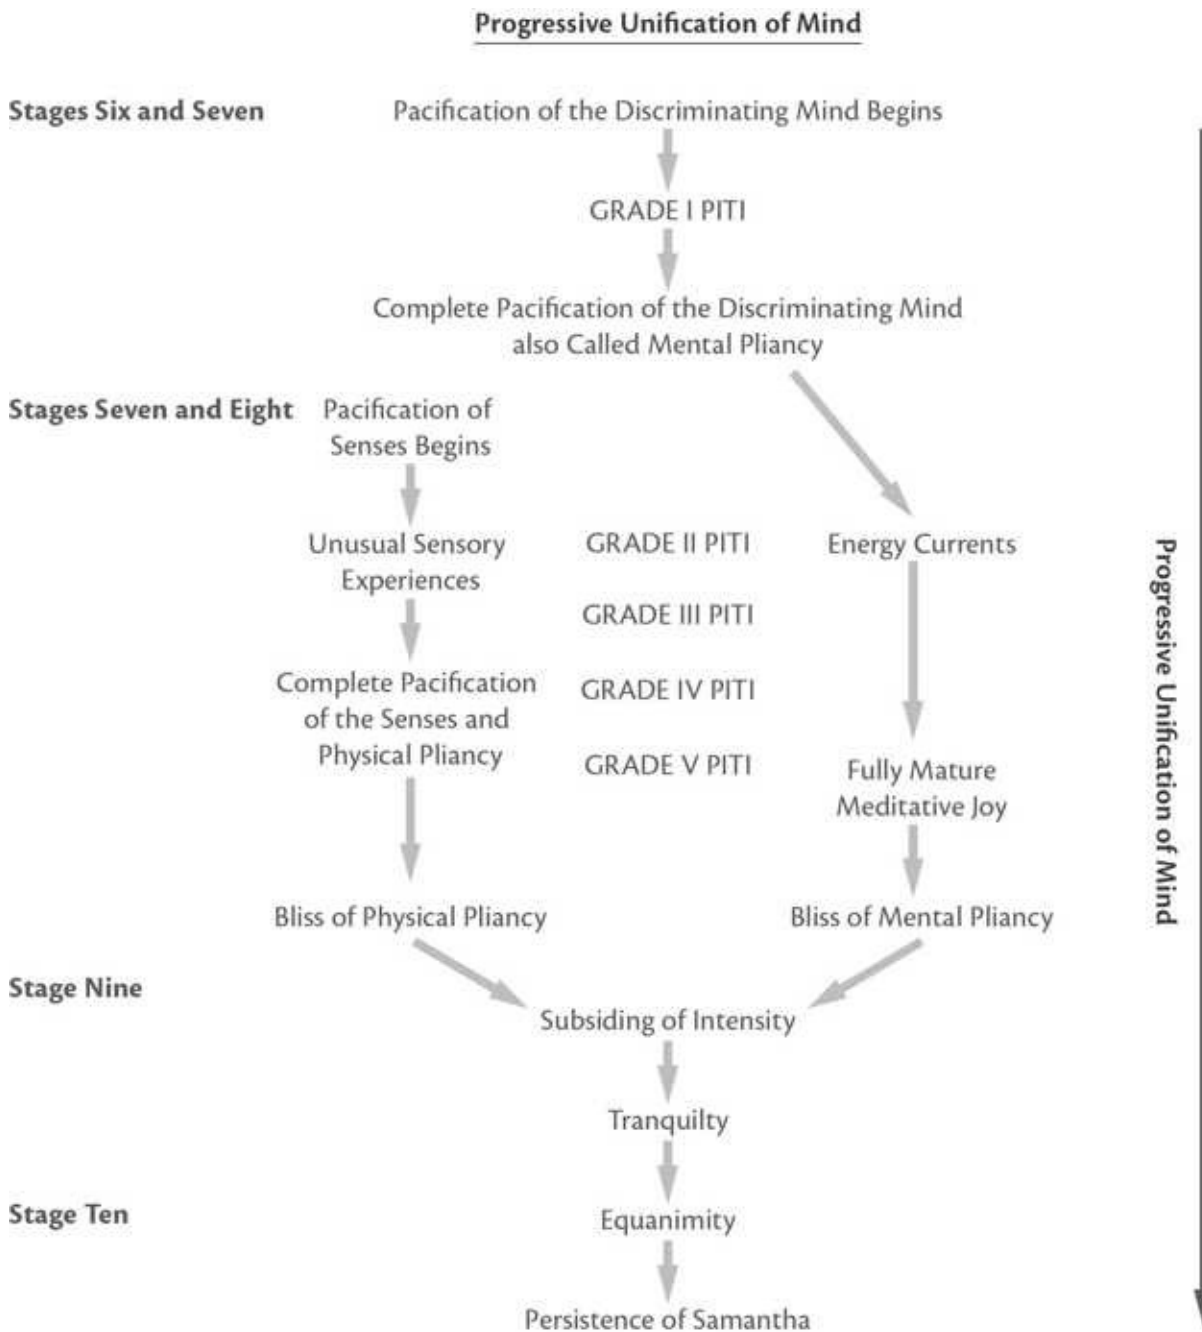 Progressive Unification of Mind
Stages Six and Seven
Pacification of the Discriminating Mind Begins
GRADE I PITI
Complete Pacification of the Discriminating Mind
also Called Mental Pliancy
Stages Seven and Eight
Pacification of
Senses Begins
Unusual Sensory
Experiences
GRADE II PITI
Energy Currents
GRADE III PITI
Complete Pacification
of the Senses and
Physical Pliancy
GRADE IV PITI
GRADE V PITI
Fully Mature
Meditative Joy
Bliss of Physical Pliancy
Bliss of Mental Pliancy
Stage Nine
Subsiding of Intensity
Tranquilty
Stage Ten
Equanimity
Persistence of Samantha
Progressive Unification of Mind